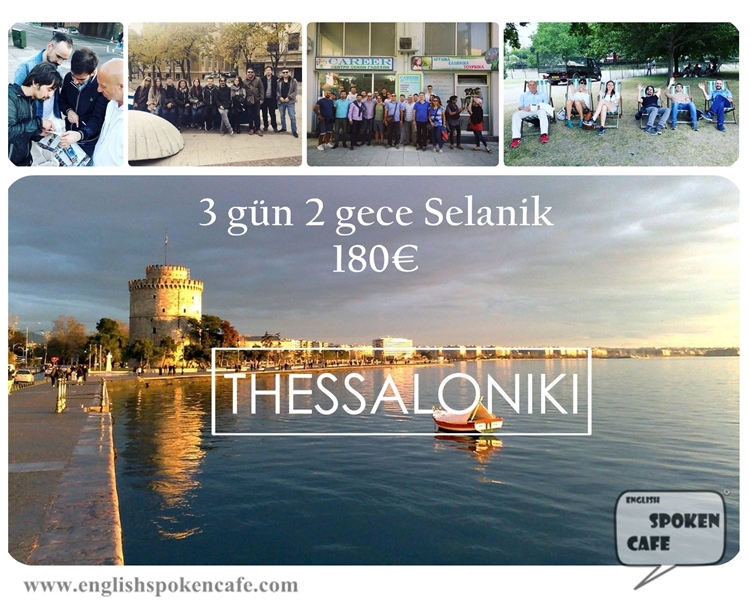 CAREER
3 gün 2 gece Selanik
180€
THESSALONIKI
ENGLISH
SPOKEN
CAFE
www.englishspokencafe.com